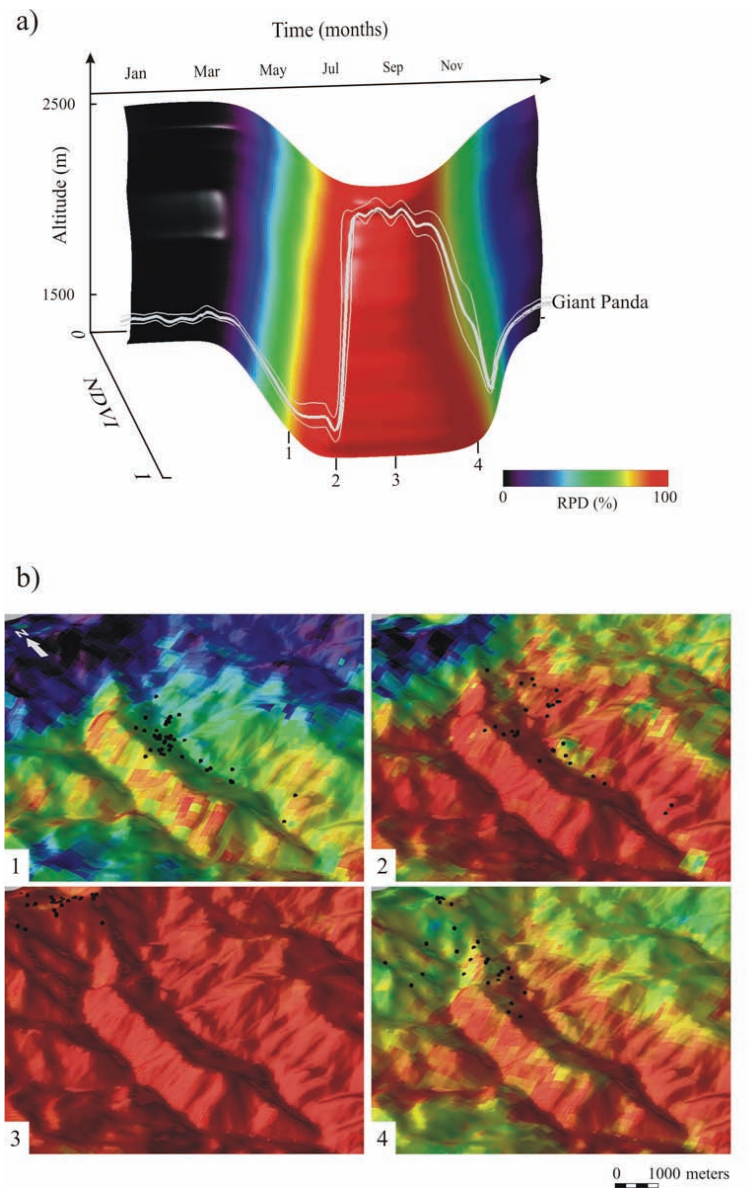 a)
Time (months)
Jan Mar May Jul Sep Nov
2500
Altitude (m)
1500
0
Giant Panda
NDVI
1
1 2 3 4
0 100
RPD (%)
b)
N
1
2
3
4
0 1000 meters